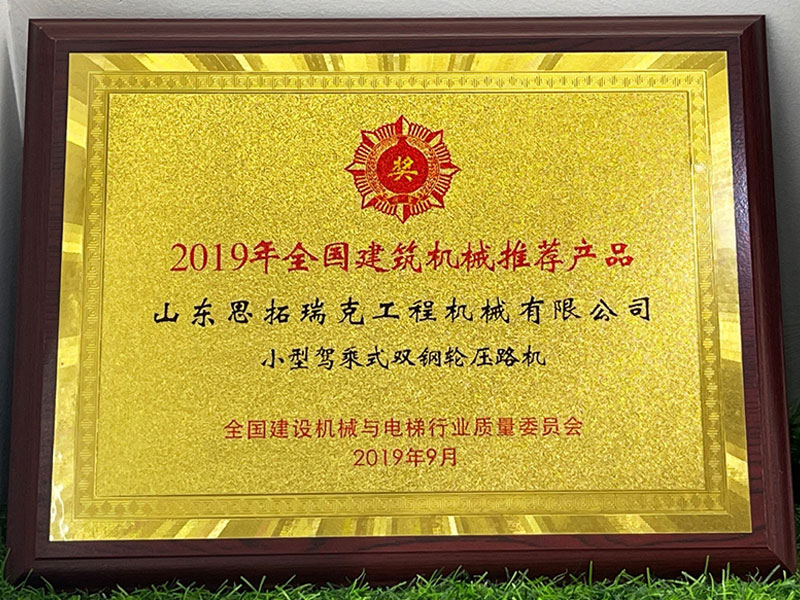 奖
2019年全国建筑机械推荐产品
山东思拓瑞克工程机械有限公司
小型驾乘式双钢轮压路机
全国建设机械与电梯行业质量委员会
2019年9月